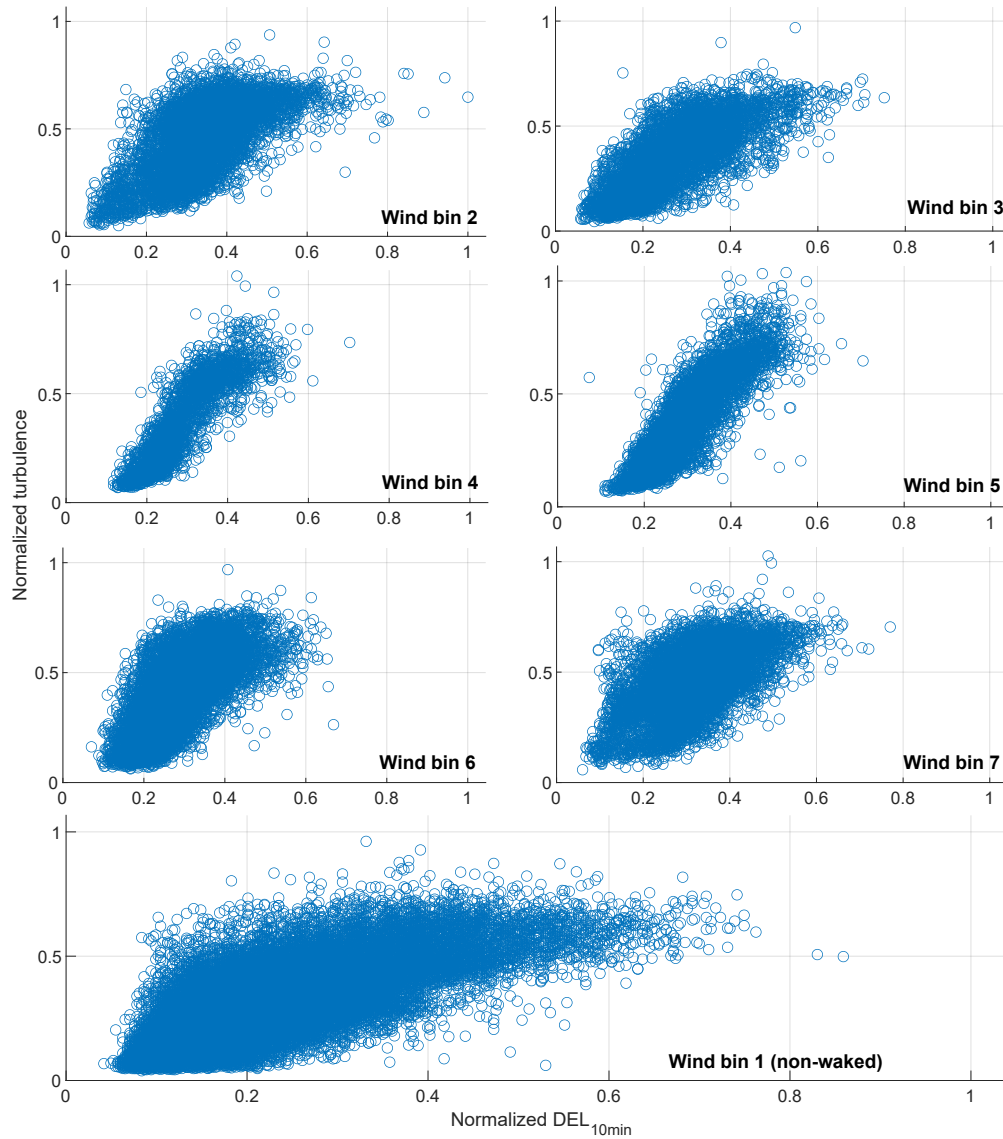 1
0.5
0
0 0.2 0.4 0.6 0.8 1
Wind bin 2
1
0.5
0
0 0.2 0.4 0.6 0.8 1
Wind bin 3
1
0.5
0
0 0.2 0.4 0.6 0.8 1
Wind bin 4
1
0.5
0
0 0.2 0.4 0.6 0.8 1
Wind bin 5
Normalized turbulence
1
0.5
0
0 0.2 0.4 0.6 0.8 1
Wind bin 6
1
0.5
0
0 0.2 0.4 0.6 0.8 1
Wind bin 7
1
0.5
0
0 0.2 0.4 0.6 0.8 1
Wind bin 1 (non-waked)
Normalized DEL10min